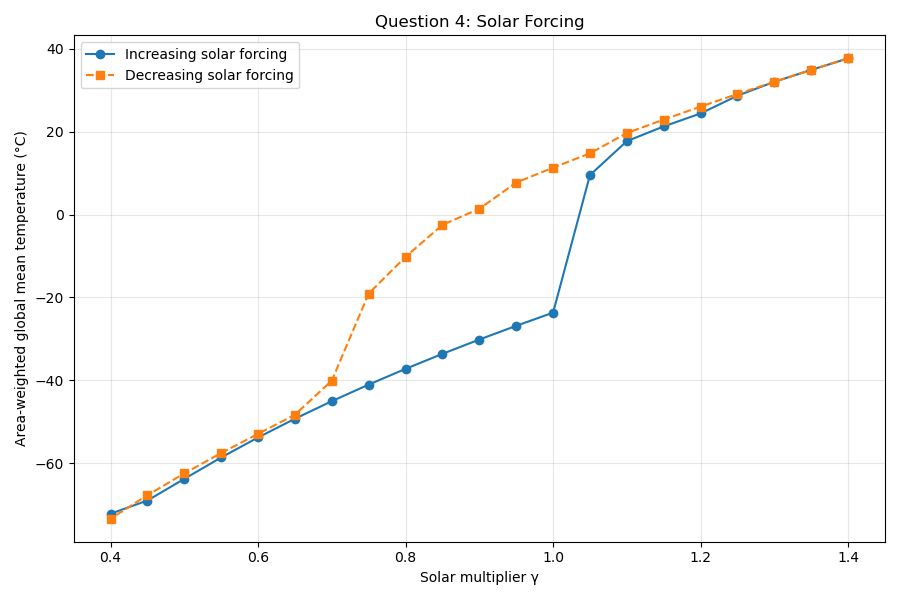 Question 4: Solar Forcing
Increasing solar forcing
Decreasing solar forcing
Area-weighted global mean temperature (°C)
40
20
0
−20
−40
−60
0.4
0.6
0.8
1.0
1.2
1.4
Solar multiplier γ